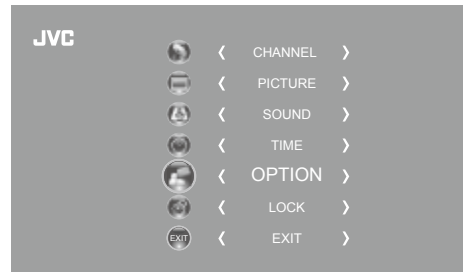 JVC
CHANNEL
PICTURE
SOUND
TIME
OPTION
LOCK
EXIT EXIT